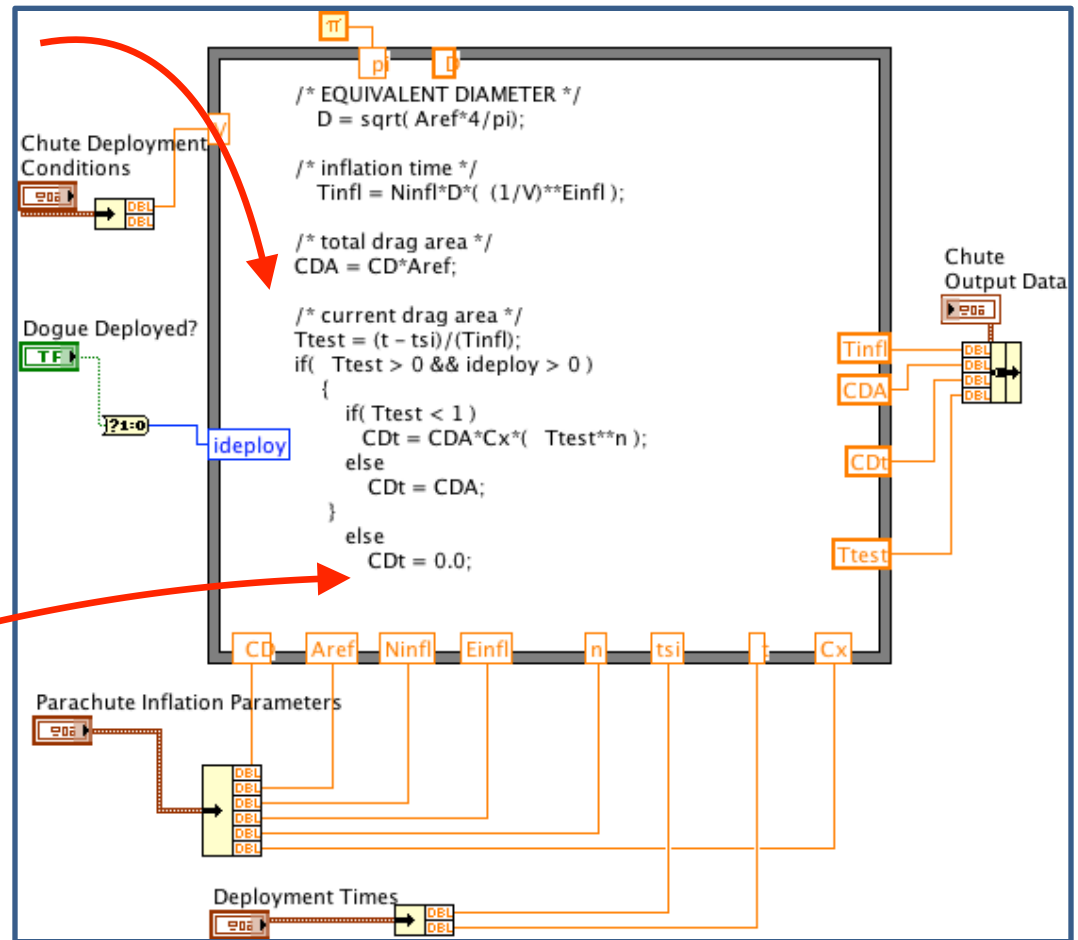 π
pi
D
/* EQUIVALENT DIAMETER */
D = sqrt( Aref*4/pi);
V
Chute Deployment
Conditions
DBL
DBL
/* inflation time */
Tinfl = Ninfl*D*( (1/V)**Einfl );
/* total drag area */
CDA = CD*Aref;
Chute
Output Data
/* current drag area */
Ttest = (t - tsi)/(Tinfl);
if( Ttest > 0 && ideploy > 0 )
{
if( Ttest < 1 )
CDt = CDA*Cx*( Ttest**n );
else
CDt = CDA;
}
else
CDt = 0.0;
Dogue Deployed?
TF
?1:0
ideploy
Tinfl
CDA
CDt
Ttest
DBL
DBL
DBL
DBL
CD Aref Ninfl Einfl n tsi t Cx
Parachute Inflation Parameters
DBL
DBL
DBL
DBL
DBL
DBL
Deployment Times
DBL
DBL